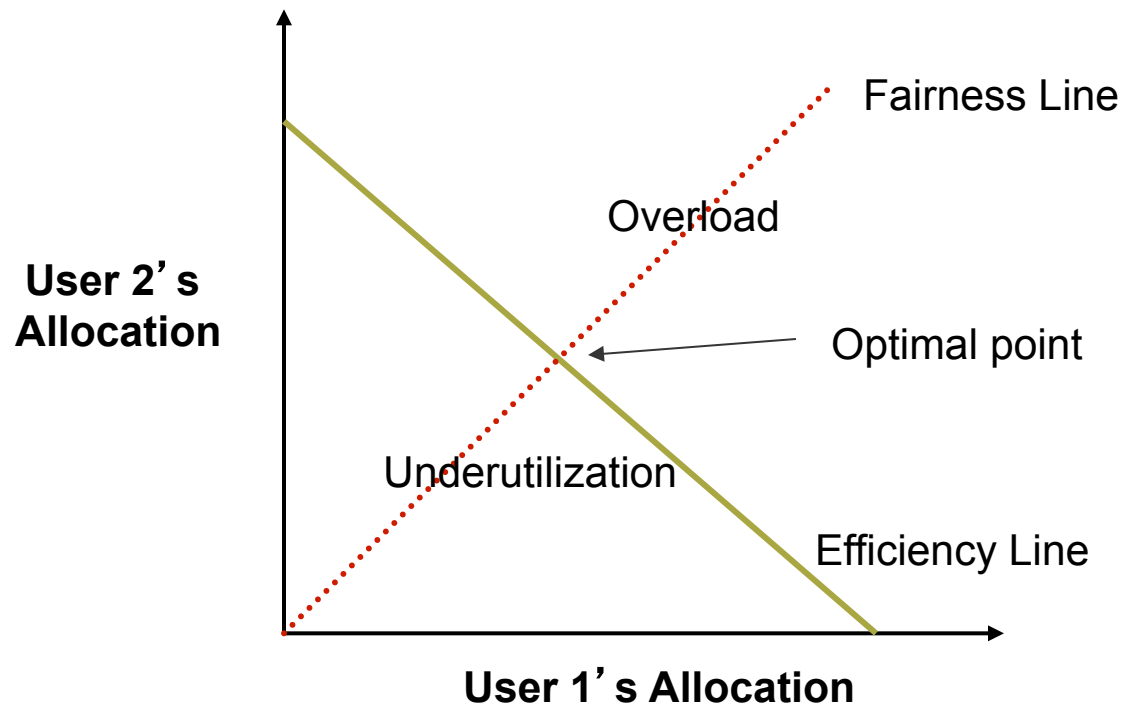 Fairness Line
Overload
User 2’s
Allocation
Optimal point
Underutilization
Efficiency Line
User 1’s Allocation